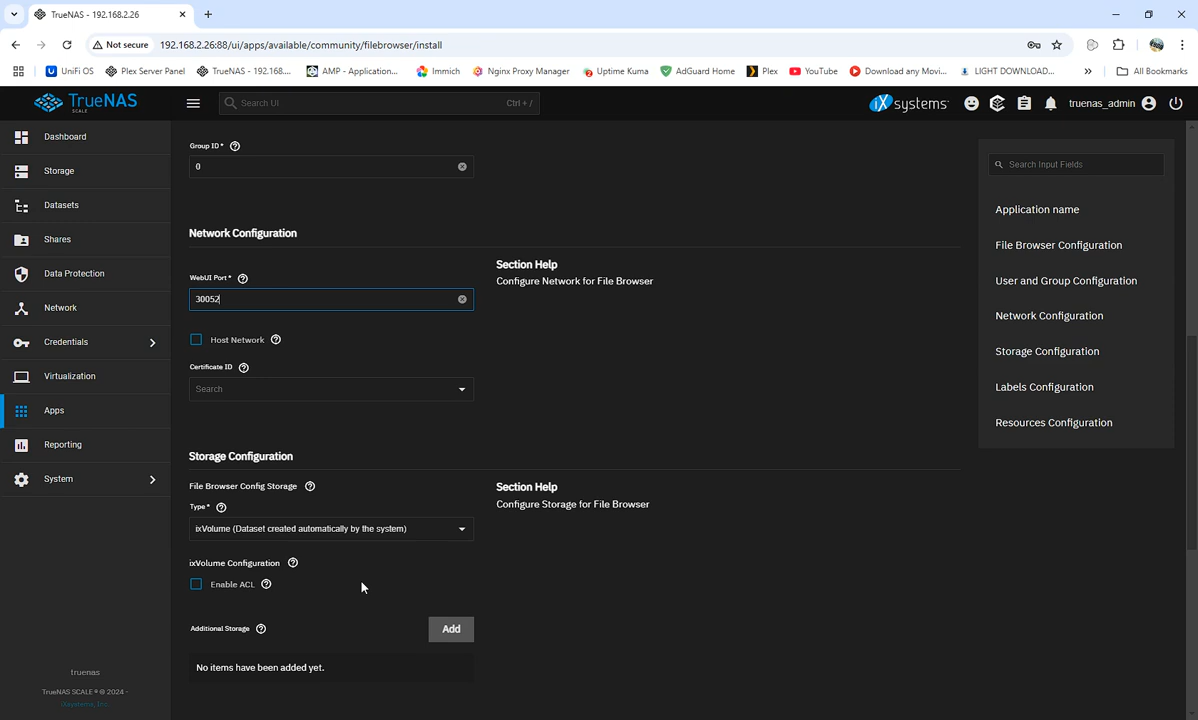 TrueNAS - 192.168.2.26
Not secure
192.168.2.26:88/ui/apps/available/community/filebrowser/install
UniFi OS
Plex Server Panel
TrueNAS - 192.168....
AMP - Application...
Immich
Nginx Proxy Manager
Uptime Kuma
AdGuard Home
Plex
YouTube
Download any Movi...
LIGHT DOWNLOAD...
All Bookmarks
TrueNAS
SCALE
Search UI
Ctrl + /
iXsystems
truenas_admin
Dashboard
Storage
Datasets
Shares
Data Protection
Network
Credentials
Virtualization
Apps
Reporting
System
truenas
TrueNAS SCALE ® © 2024 -
iXsystems, Inc.
Group ID *
0
Network Configuration
WebUI Port *
30052
Host Network
Certificate ID
Search
Section Help
Configure Network for File Browser
Storage Configuration
File Browser Config Storage
Type *
ixVolume (Dataset created automatically by the system)
ixVolume Configuration
Enable ACL
Additional Storage
Add
No items have been added yet.
Section Help
Configure Storage for File Browser
Search Input Fields
Application name
File Browser Configuration
User and Group Configuration
Network Configuration
Storage Configuration
Labels Configuration
Resources Configuration